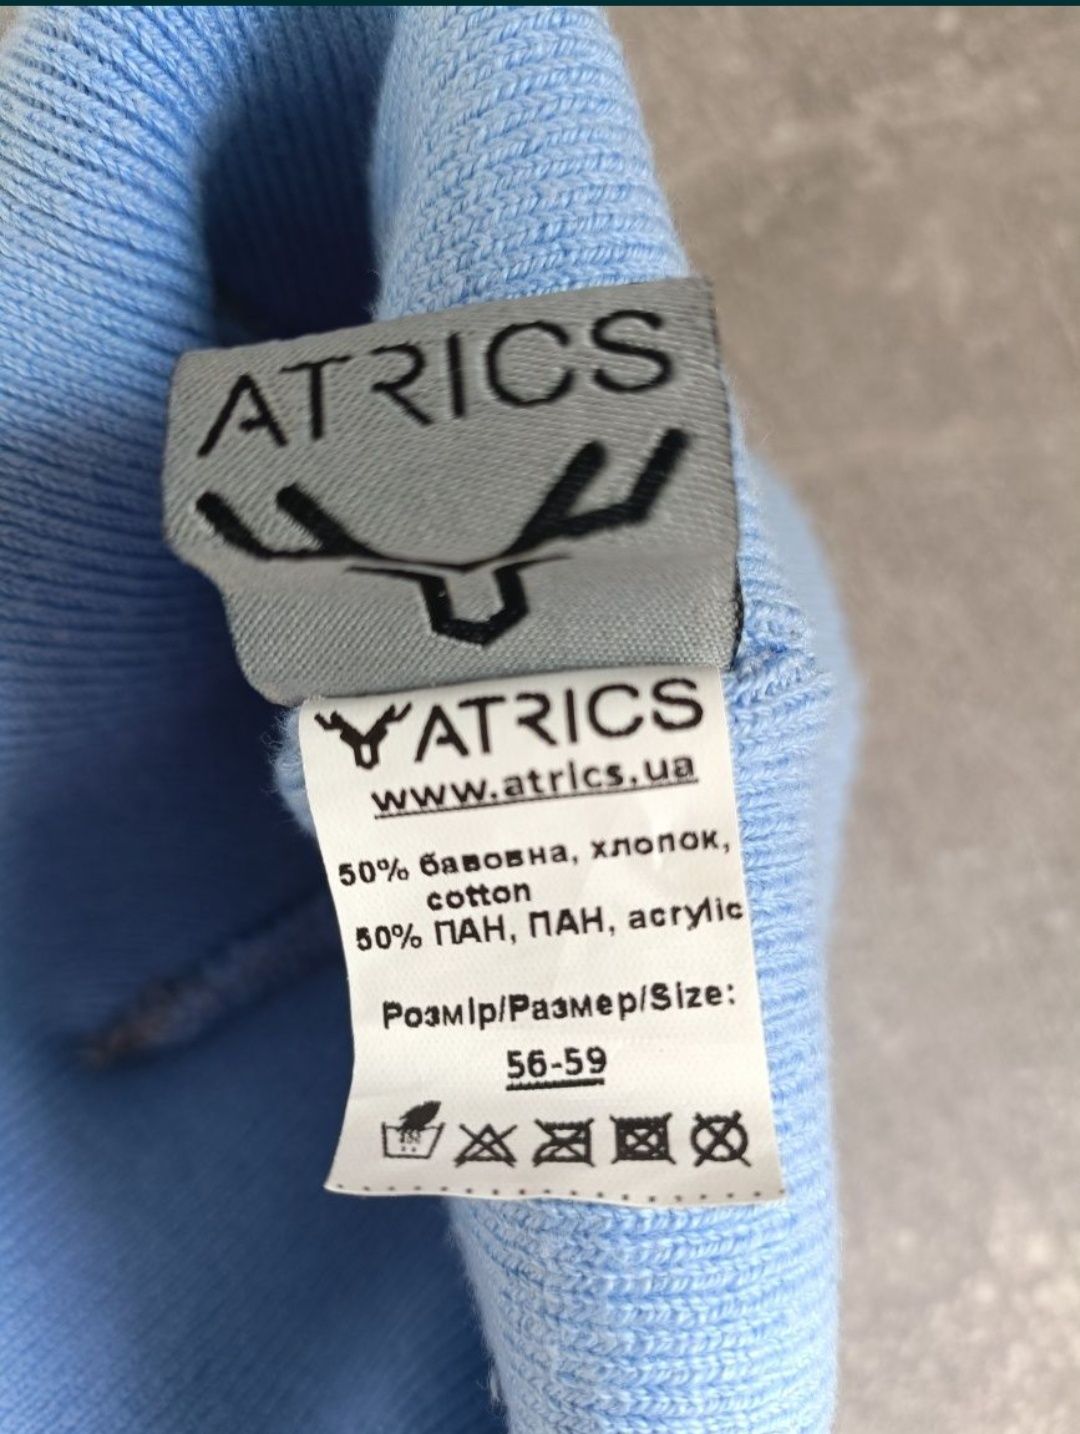 ATRICS
ATRICS
www.atrics.ua
50% бавовна, хлопок,
cotton
50% ПАН, ПАН, acrylic
Розмір/Размер/Size:
56-59